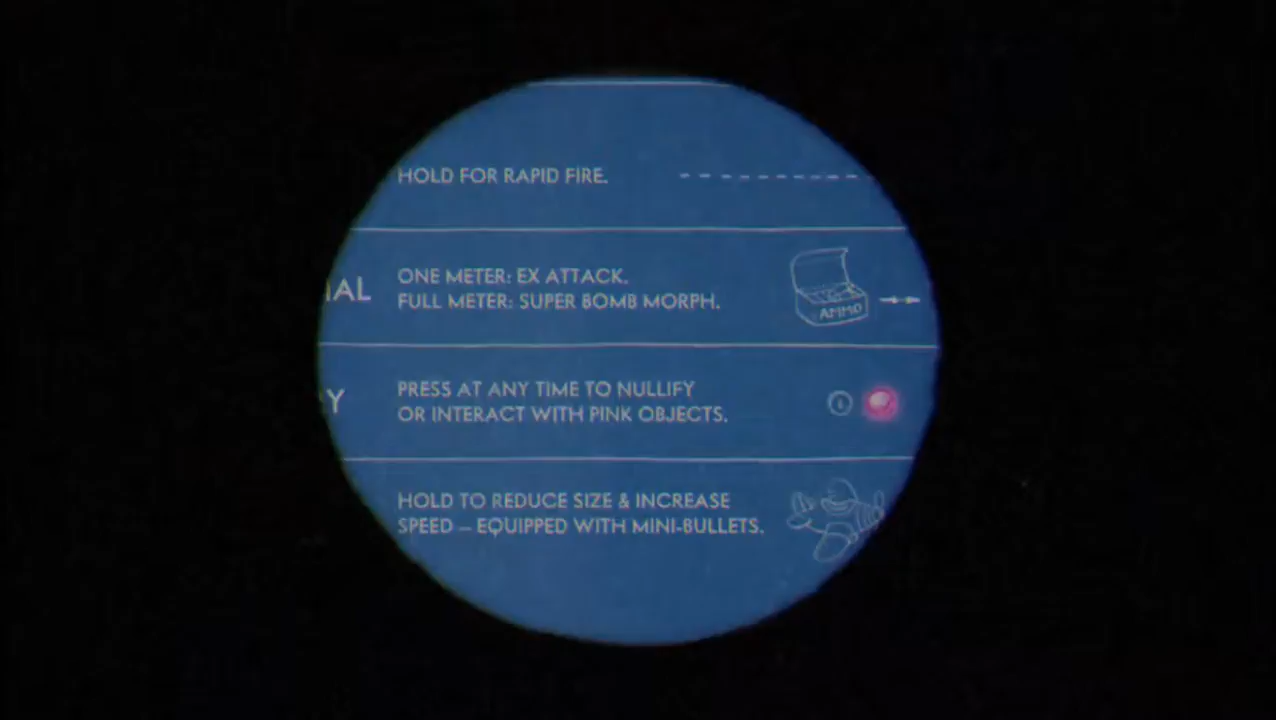 HOLD FOR RAPID FIRE.
IAL
ONE METER: EX ATTACK.
FULL METER: SUPER BOMB MORPH.
AMMO
Y
PRESS AT ANY TIME TO NULLIFY
OR INTERACT WITH PINK OBJECTS.
HOLD TO REDUCE SIZE & INCREASE
SPEED – EQUIPPED WITH MINI-BULLETS.